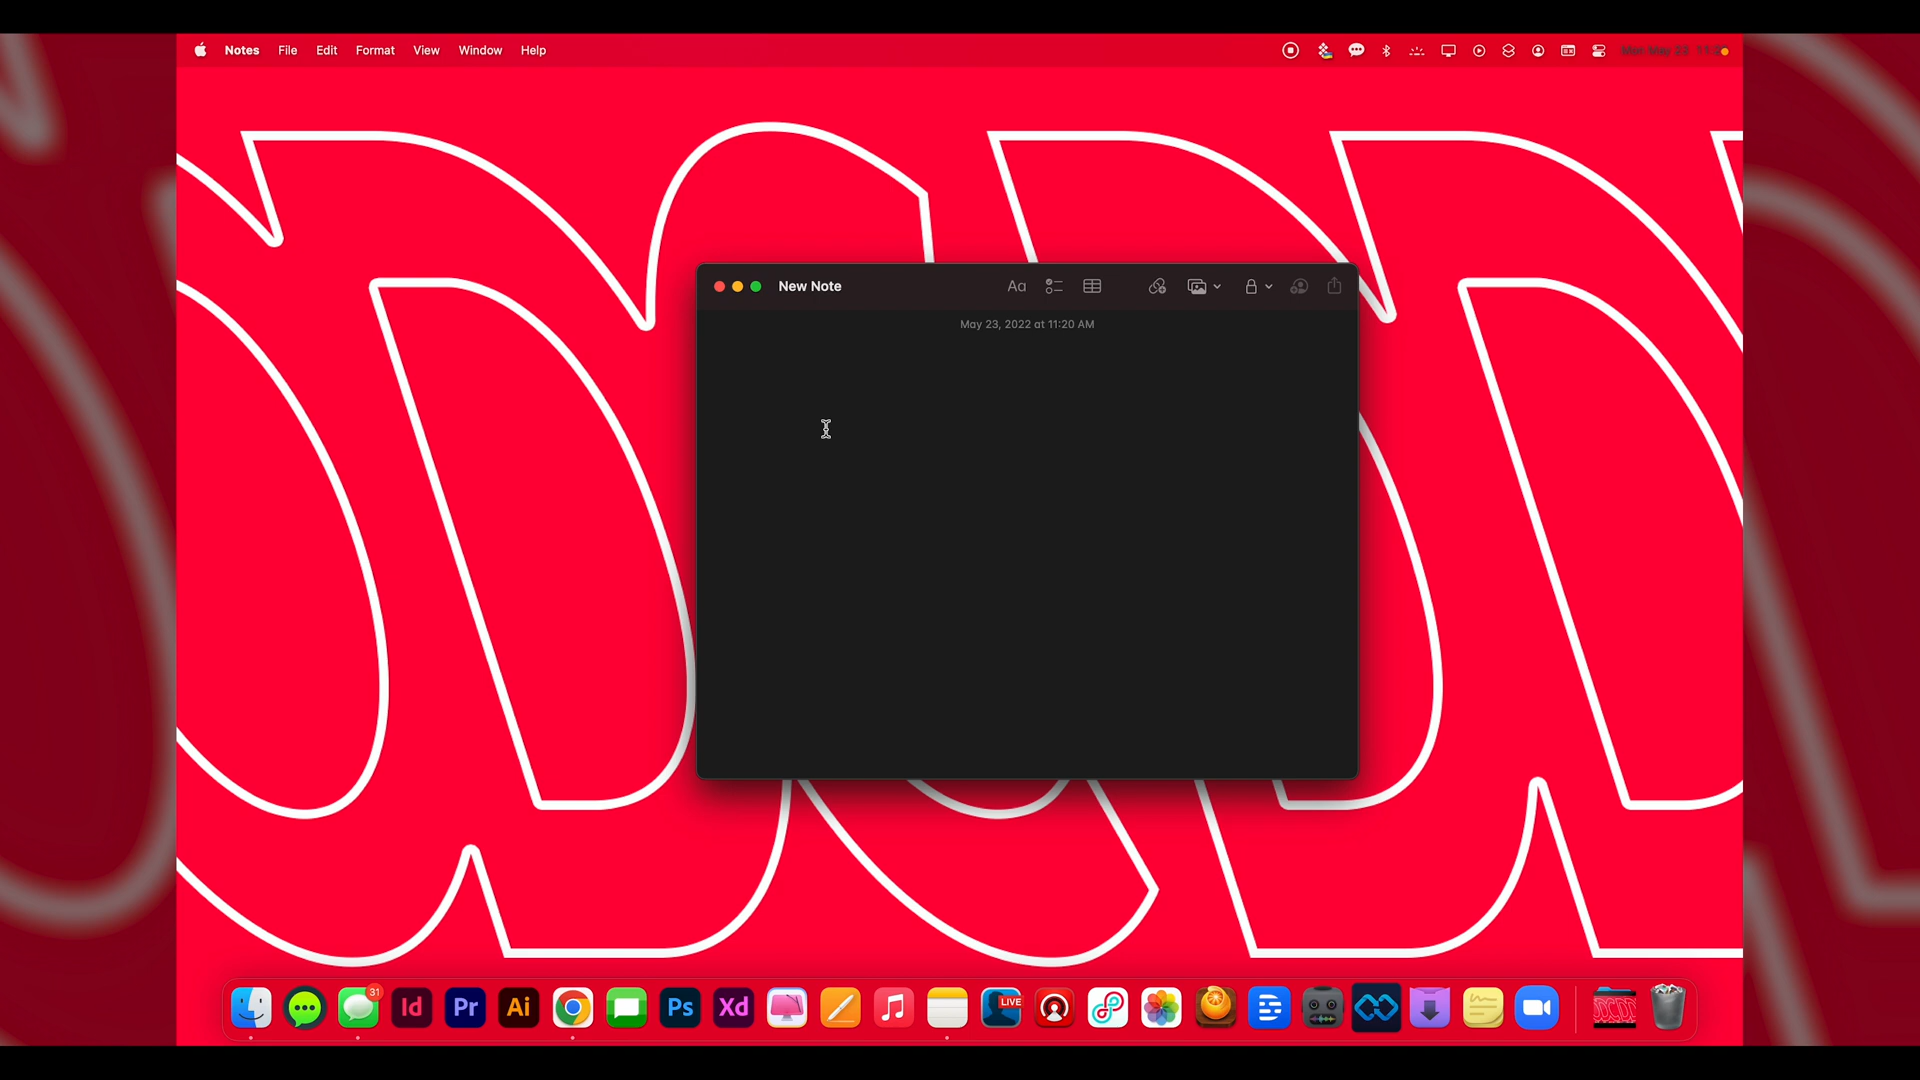 Notes File Edit Format View Window Help
New Note
Aa
May 23, 2022 at 11:20 AM
31
Id
Pr
Ai
Ps
Xd
LIVE